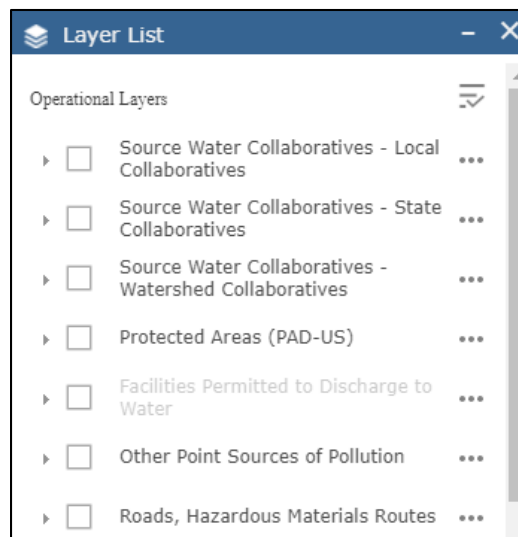 Layer List
Operational Layers
Source Water Collaboratives - Local
Collaboratives
Source Water Collaboratives - State
Collaboratives
Source Water Collaboratives -
Watershed Collaboratives
Protected Areas (PAD-US)
Facilities Permitted to Discharge to
Water
Other Point Sources of Pollution
Roads, Hazardous Materials Routes